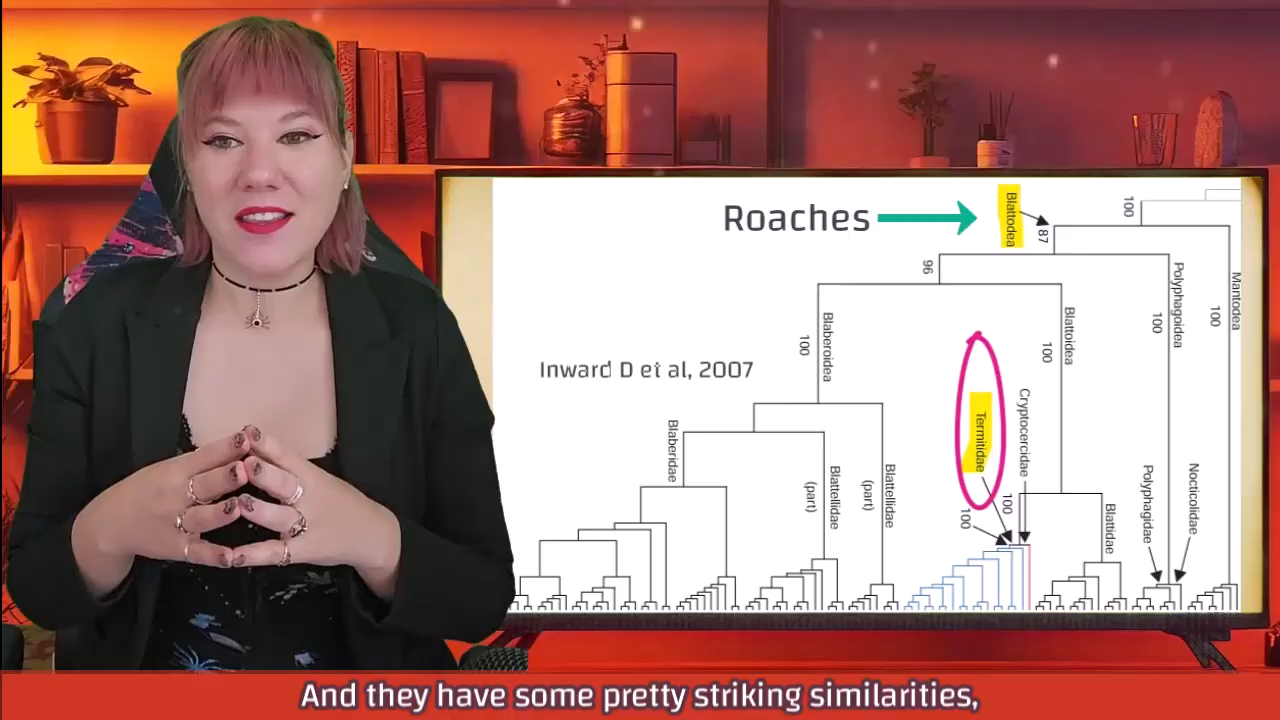 Roaches
Blattodea
87
100
96
Polyphagoidea
100
Mantodea
100
Blaberoidea
100
Blattoidea
100
Inward D et al, 2007
Termitidae
Cryptocercidae
Blaberidae
Blattellidae
(part)
Blattellidae
(part)
100
100
Blattidae
Polyphagidae
Nocticolidae
And they have some pretty striking similarities,